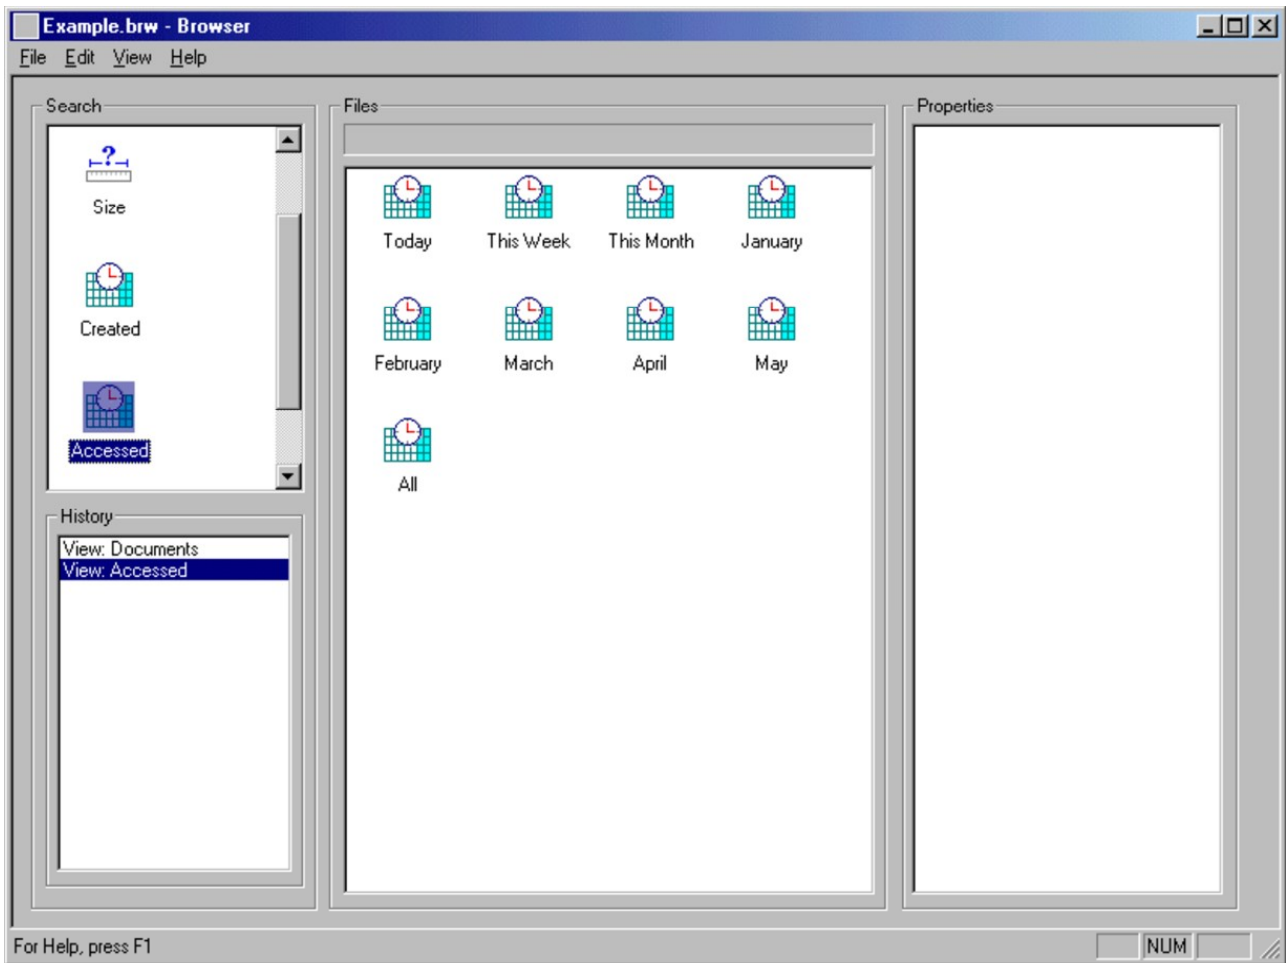 Example.brw - Browser
File Edit View Help
Search
Size
Created
Accessed
History
View: Documents
View: Accessed
Files
Today This Week This Month January
February March April May
All
Properties
For Help, press F1
NUM